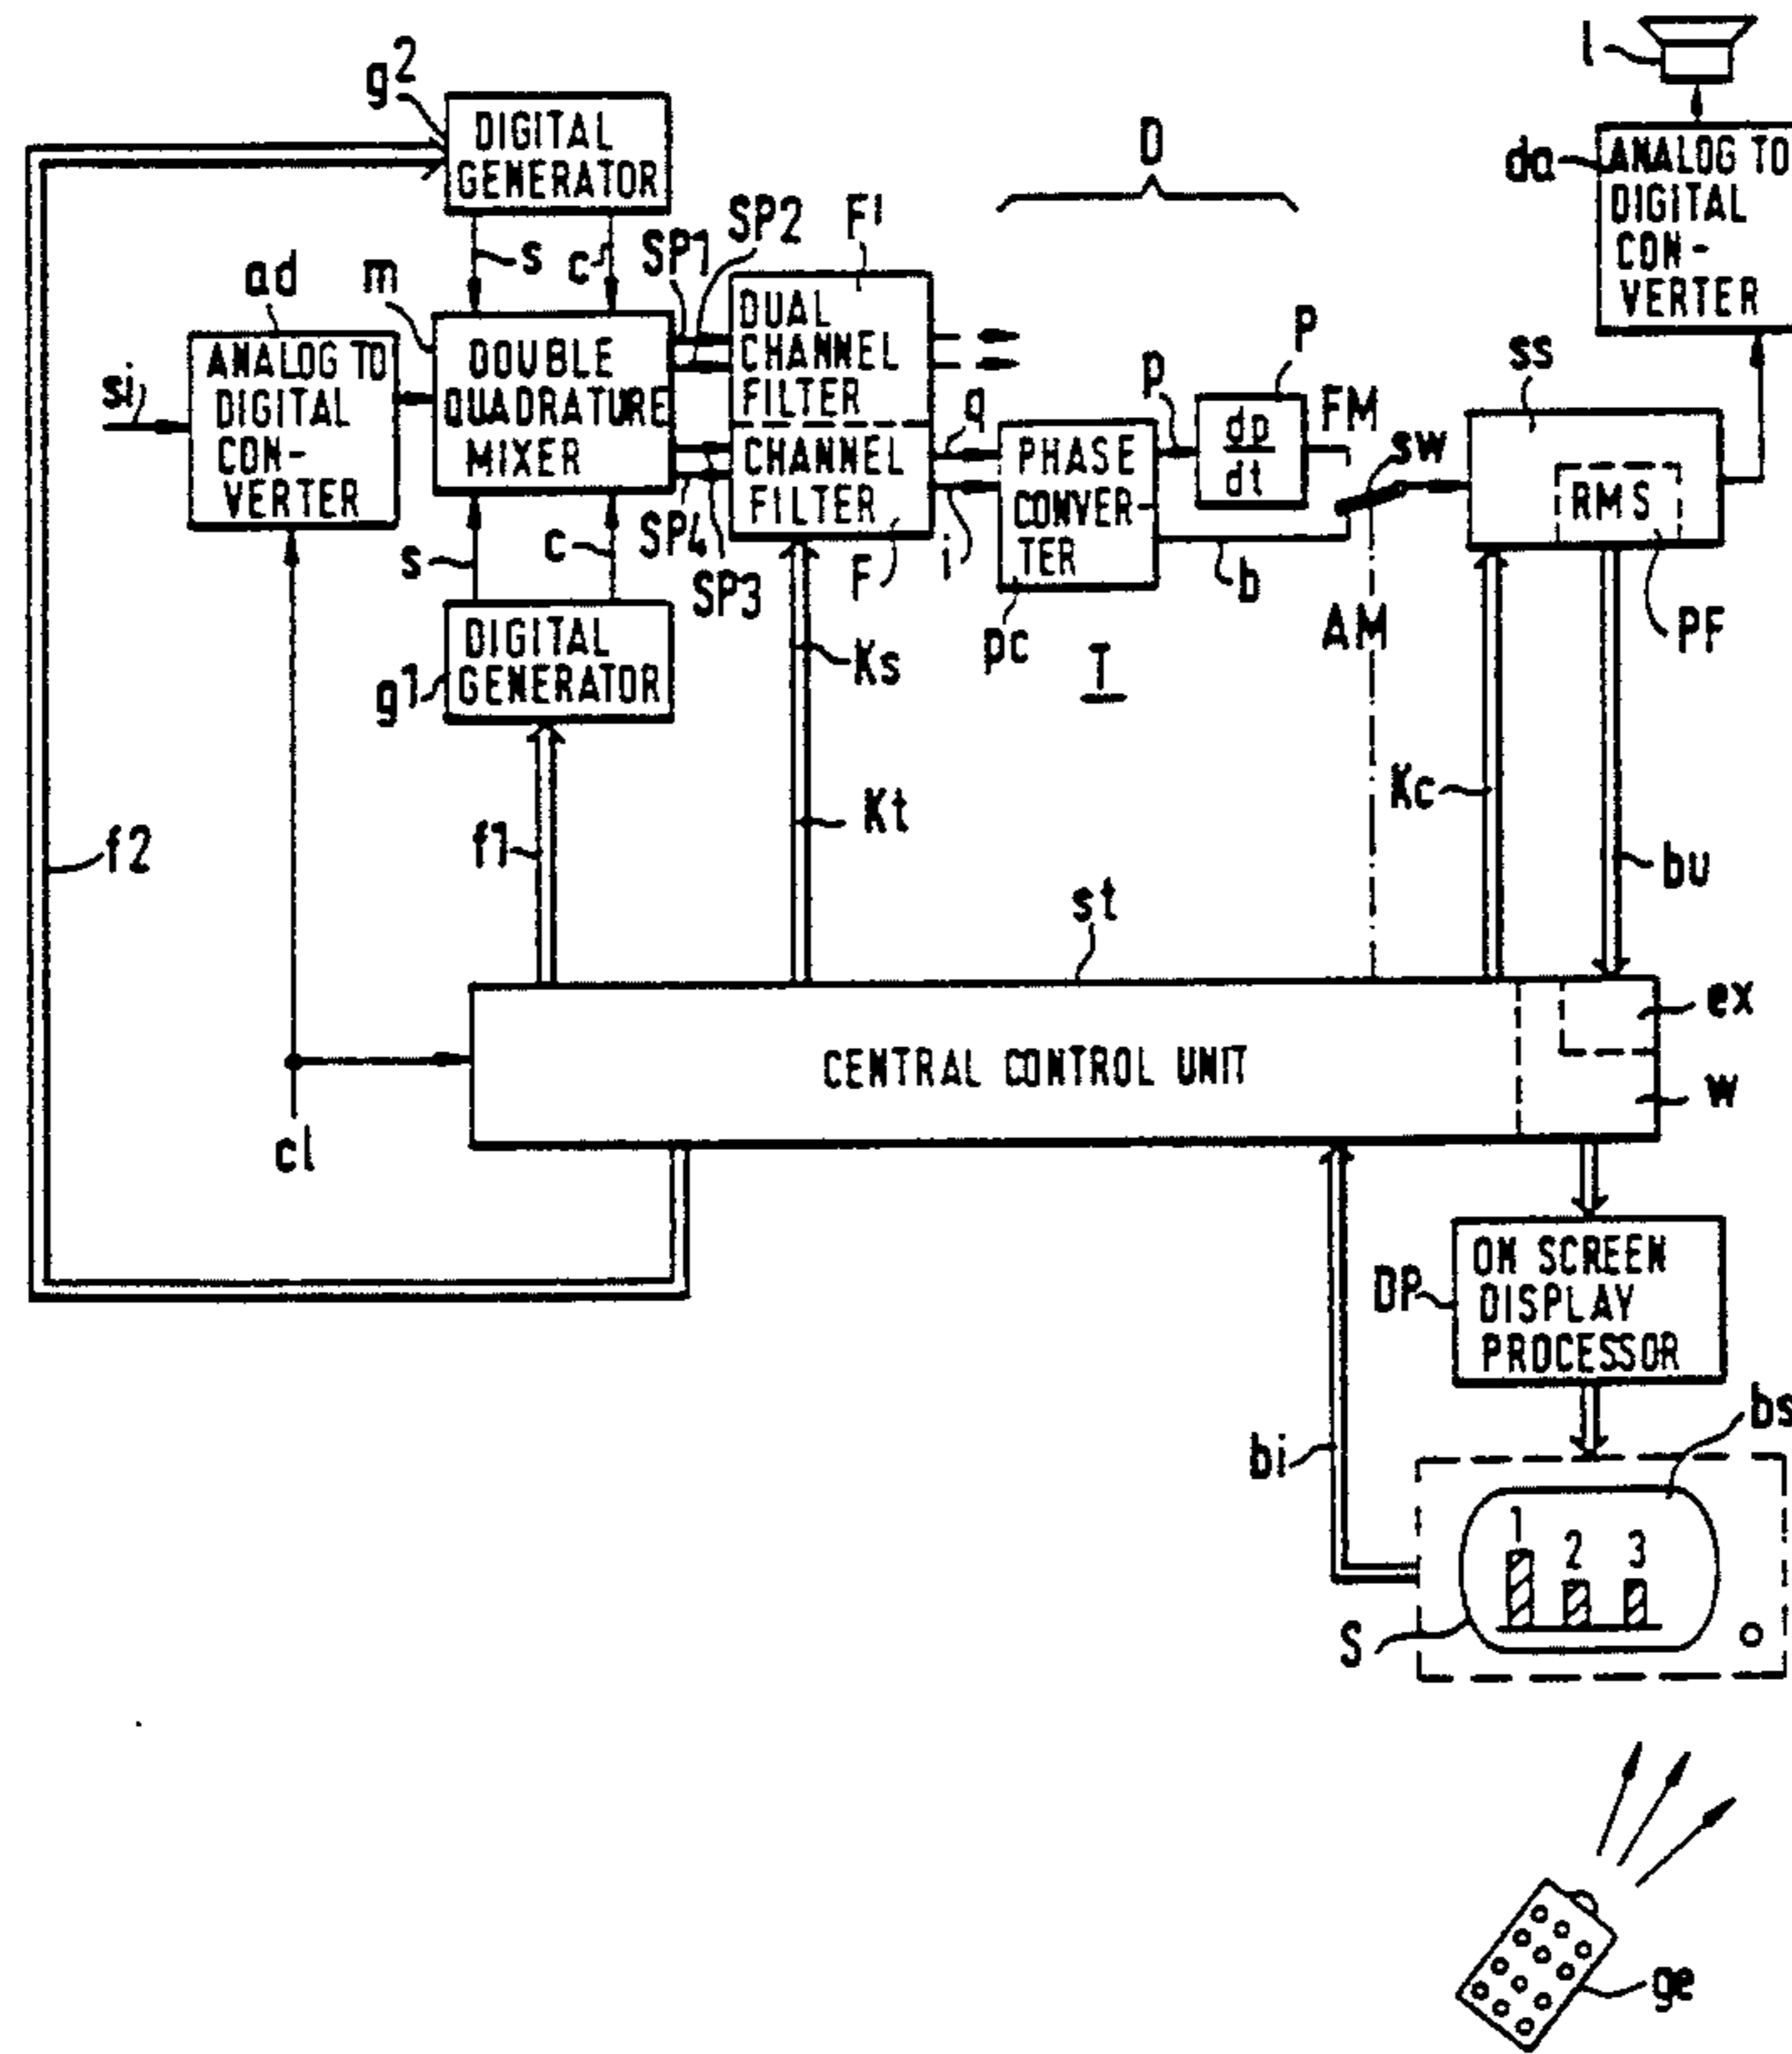 g2
DIGITAL
GENERATOR
l
da
ANALOG TO
DIGITAL
CON-
VERTER
D
s
c
SP1
SP2
F'
ad
m
ANALOG TO
DIGITAL
CON-
VERTER
si
DOUBLE
QUADRATURE
MIXER
DUAL
CHANNEL
FILTER
CHANNEL
FILTER
q
i
PHASE
CONVER-
TER
p
P
dp
dt
FM
sw
ss
RMS
s
c
SP4
SP3
F
pc
b
AM
PF
DIGITAL
GENERATOR
g1
Ks
T
Kt
f1
f2
Kc
bu
st
ex
CENTRAL CONTROL UNIT
w
cl
DP
ON SCREEN
DISPLAY
PROCESSOR
bs
bi
1
2
3
S
ge